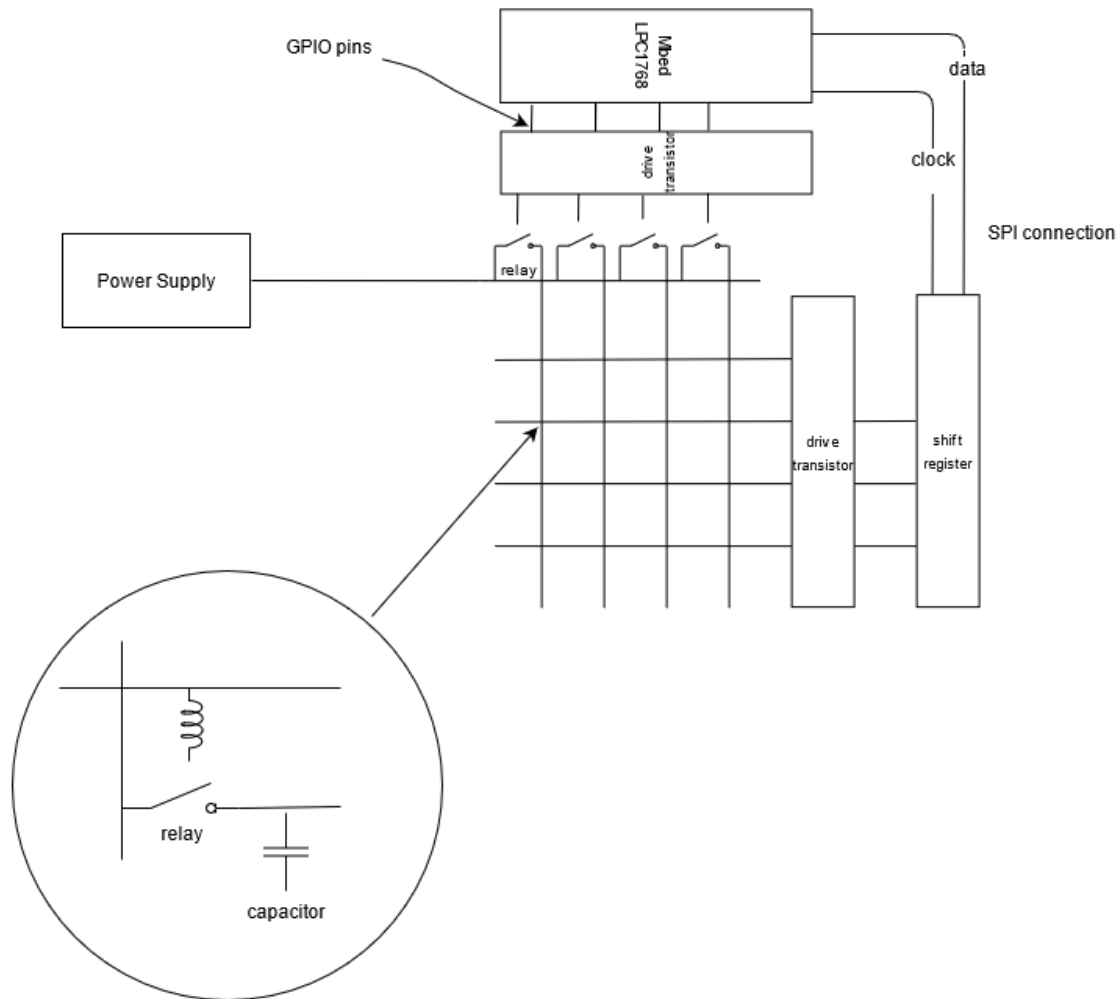 GPIO pins
Mbed
LPC1768
data
transistor
drive
clock
SPI connection
Power Supply
relay
drive
transistor
shift
register
relay
capacitor